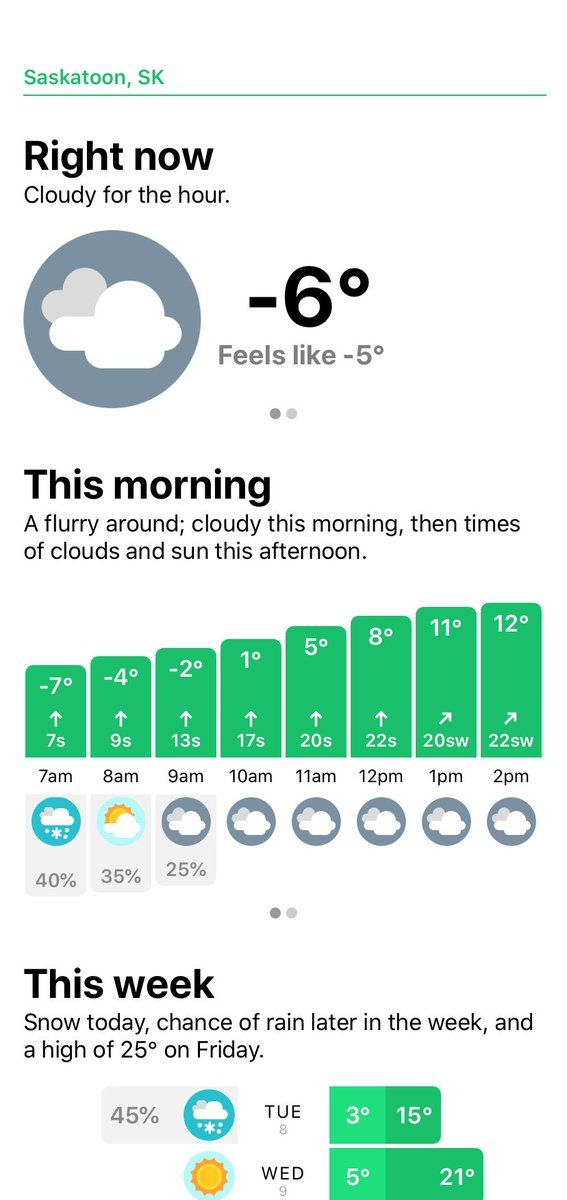 Saskatoon, SK
Right now
Cloudy for the hour.
-6°
Feels like -5°
This morning
A flurry around; cloudy this morning, then times
of clouds and sun this afternoon.
-7° -4° -2° 1° 5° 8° 11° 12°
7s 9s 13s 17s 20s 22s 20sw 22sw
7am 8am 9am 10am 11am 12pm 1pm 2pm
40% 35% 25%
This week
Snow today, chance of rain later in the week, and
a high of 25° on Friday.
45% TUE 3° 15°
8
WED 5° 21°
9